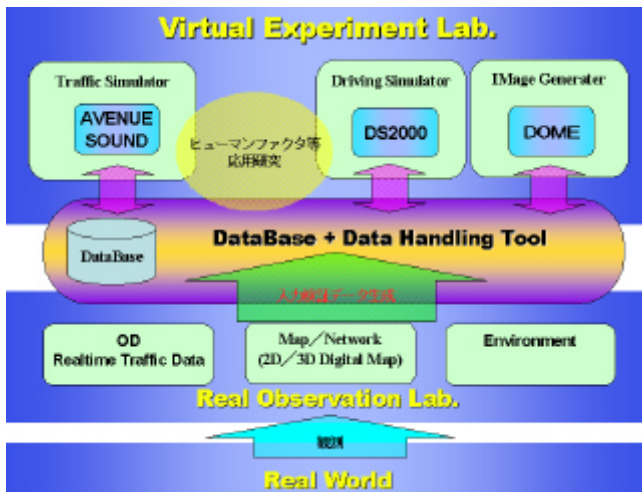 Virtual Experiment Lab.
Traffic Simulator
AVENUE
SOUND
ヒューマンファクタ等
応用研究
Driving Simulator
DS2000
IMage Generater
DOME
DataBase + Data Handling Tool
DataBase
入力検証データ生成
OD
Realtime Traffic Data
Map／Network
(2D／3D Digital Map)
Environment
Real Observation Lab.
観測
Real World